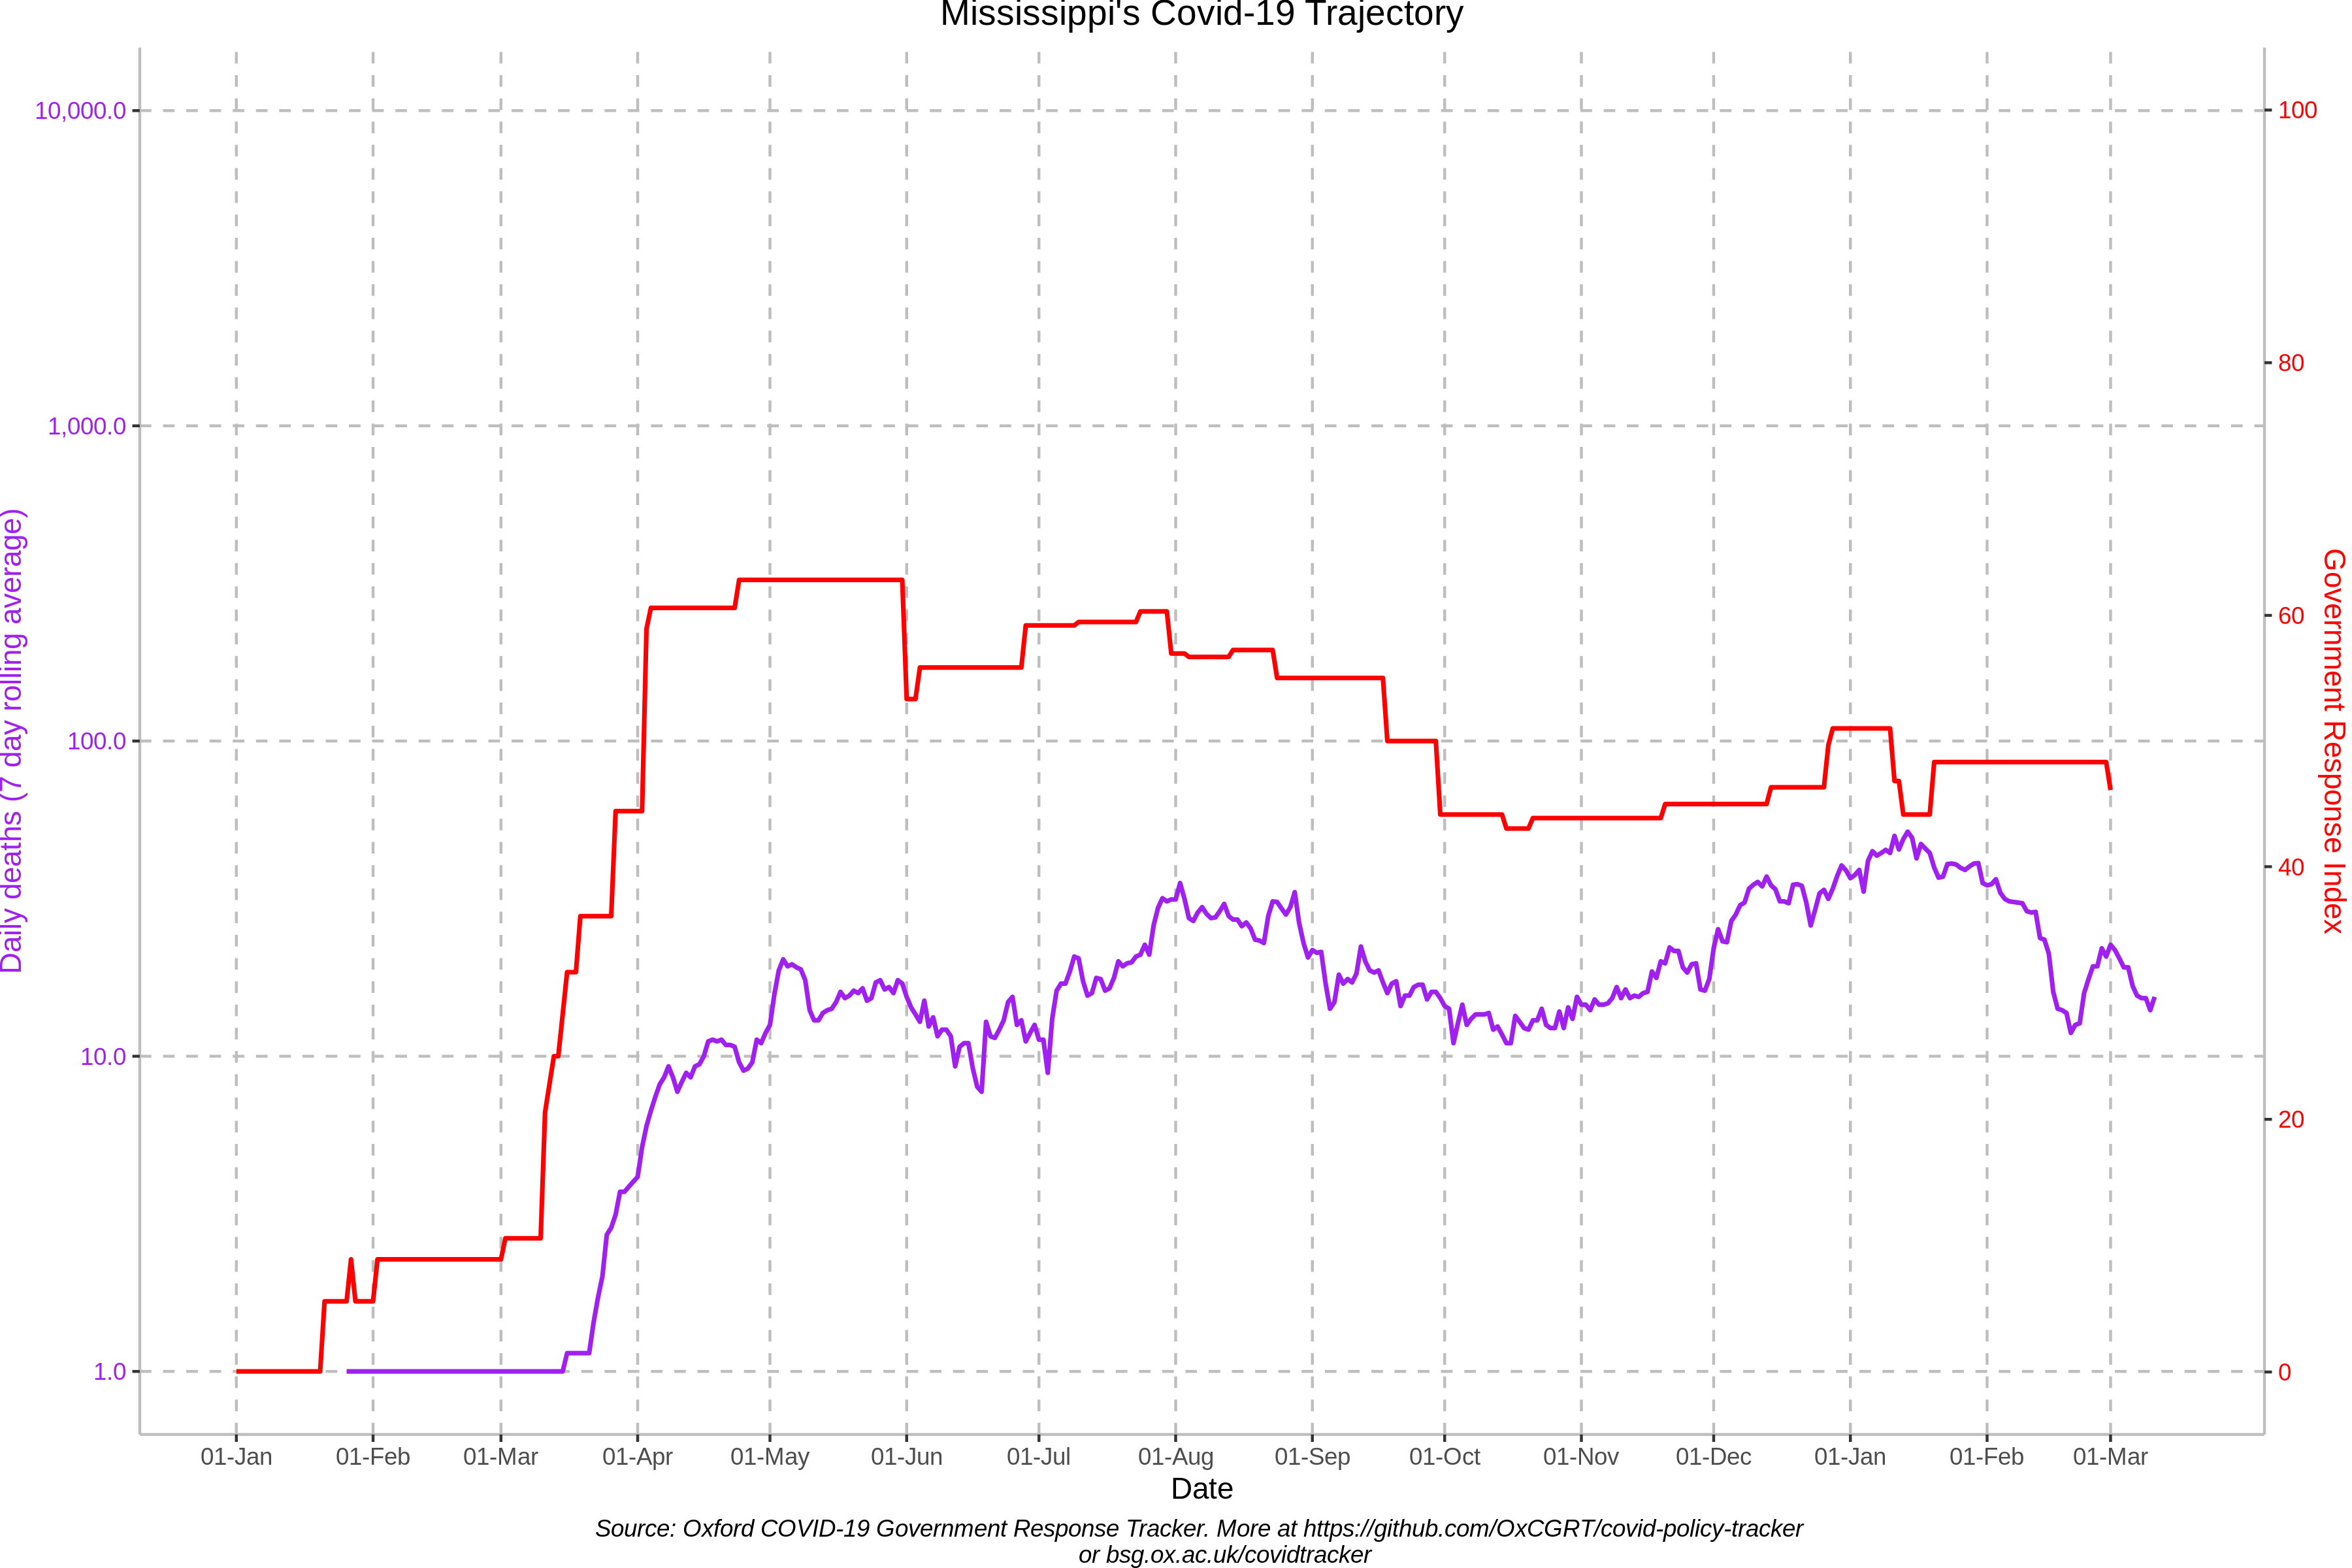 Mississippi's Covid-19 Trajectory
10,000.0
1,000.0
100.0
10.0
1.0
Daily deaths (7 day rolling average)
100
80
60
40
20
0
Government Response Index
01-Jan 01-Feb 01-Mar 01-Apr 01-May 01-Jun 01-Jul 01-Aug 01-Sep 01-Oct 01-Nov 01-Dec 01-Jan 01-Feb 01-Mar
Date
Source: Oxford COVID-19 Government Response Tracker. More at https://github.com/OxCGRT/covid-policy-tracker
or bsg.ox.ac.uk/covidtracker